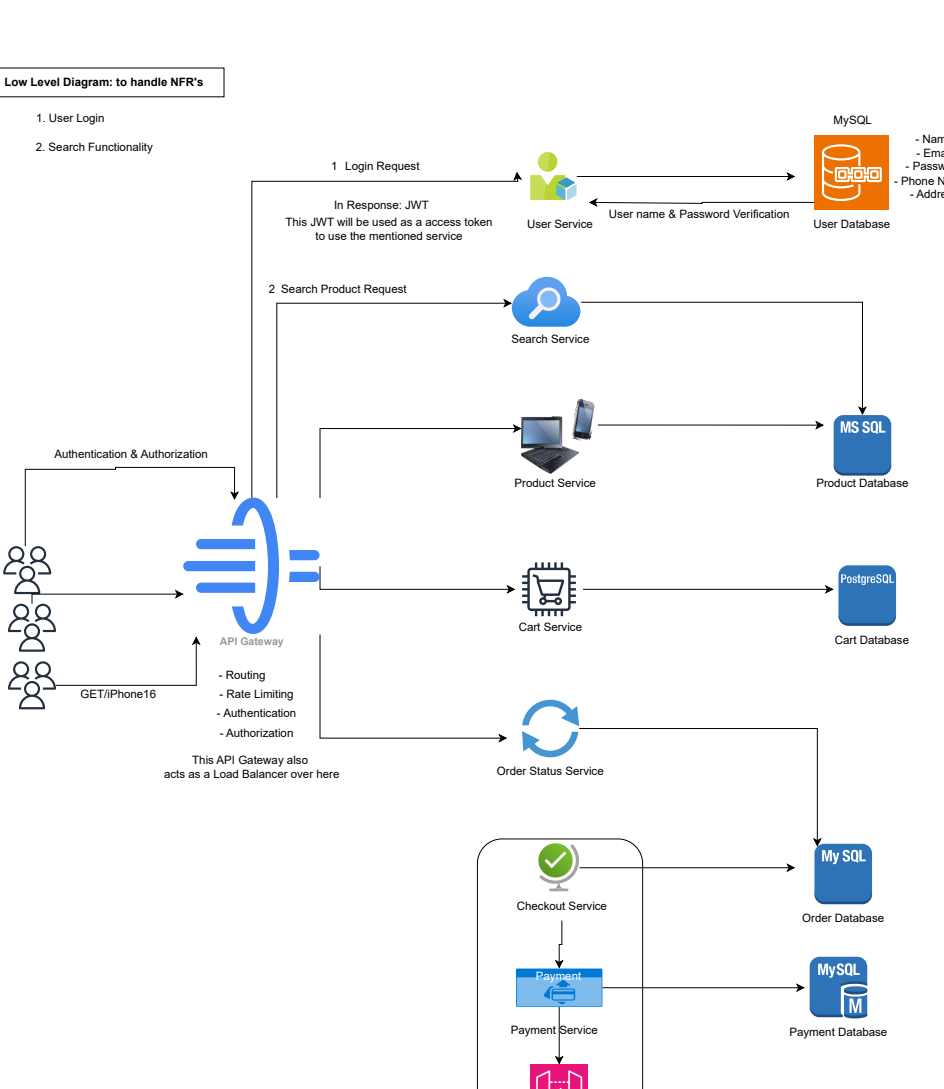 Low Level Diagram: to handle NFR's
1. User Login
2. Search Functionality
MySQL
1 Login Request
In Response: JWT
This JWT will be used as a access token
to use the mentioned service
User Service
User name & Password Verification
User Database
- Phone
2 Search Product Request
Search Service
MS SQL
Product Service
Product Database
Authentication & Authorization
PostgreSQL
Cart Service
Cart Database
API Gateway
GET/iPhone16
- Routing
- Rate Limiting
- Authentication
- Authorization
This API Gateway also
acts as a Load Balancer over here
Order Status Service
My SQL
Checkout Service
Order Database
Payment
MySQL
M
Payment Service
Payment Database